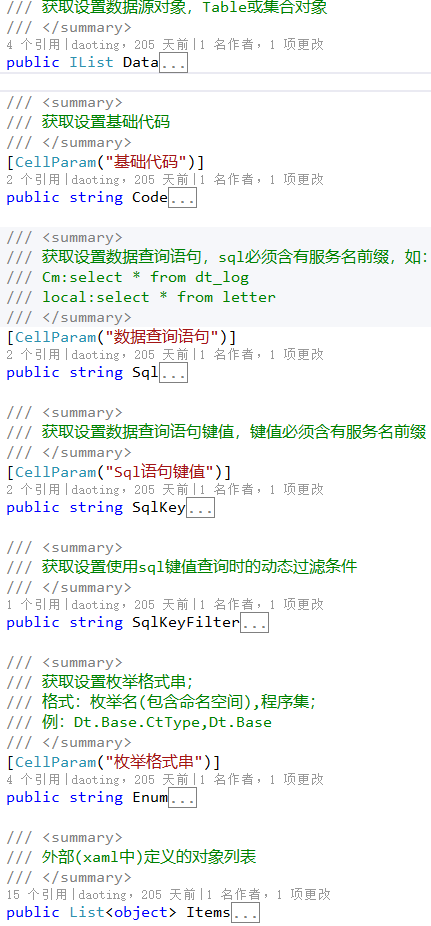 /// 获取设置数据源对象, Table或集合对象
/// </summary>
4 个引用|daoting, 205 天前|1 名作者, 1 项更改
public IList Data...
/// <summary>
/// 获取设置基础代码
/// </summary>
[CellParam("基础代码")]
2 个引用|daoting, 205 天前|1 名作者, 1 项更改
public string Code...
/// <summary>
/// 获取设置数据查询语句, sql必须含有服务名前缀, 如:
/// Cm:select * from dt_log
/// local:select * from letter
/// </summary>
[CellParam("数据查询语句")]
2 个引用|daoting, 205 天前|1 名作者, 1 项更改
public string Sql...
/// <summary>
/// 获取设置数据查询语句键值, 键值必须含有服务名前缀
/// </summary>
[CellParam("Sql语句键值")]
2 个引用|daoting, 205 天前|1 名作者, 1 项更改
public string SqlKey...
/// <summary>
/// 获取设置使用sql键值查询时的动态过滤条件
/// </summary>
1 个引用|daoting, 205 天前|1 名作者, 1 项更改
public string SqlKeyFilter...
/// <summary>
/// 获取设置枚举格式串;
/// 格式: 枚举名(包含命名空间),程序集;
/// 例: Dt.Base.CtType,Dt.Base
/// </summary>
[CellParam("枚举格式串")]
4 个引用|daoting, 205 天前|1 名作者, 1 项更改
public string Enum...
/// <summary>
/// 外部(xaml中)定义的对象列表
/// </summary>
15 个引用|daoting, 205 天前|1 名作者, 1 项更改
public List<object> Items...